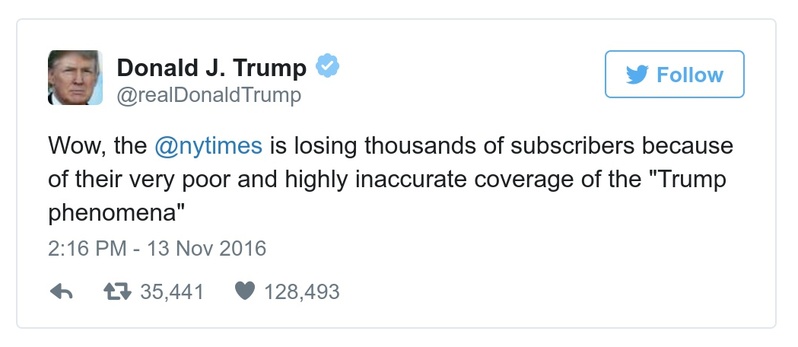 Donald J. Trump
Follow
@realDonaldTrump
Wow, the @nytimes is losing thousands of subscribers because
of their very poor and highly inaccurate coverage of the "Trump
phenomena"
2:16 PM - 13 Nov 2016
35,441 128,493